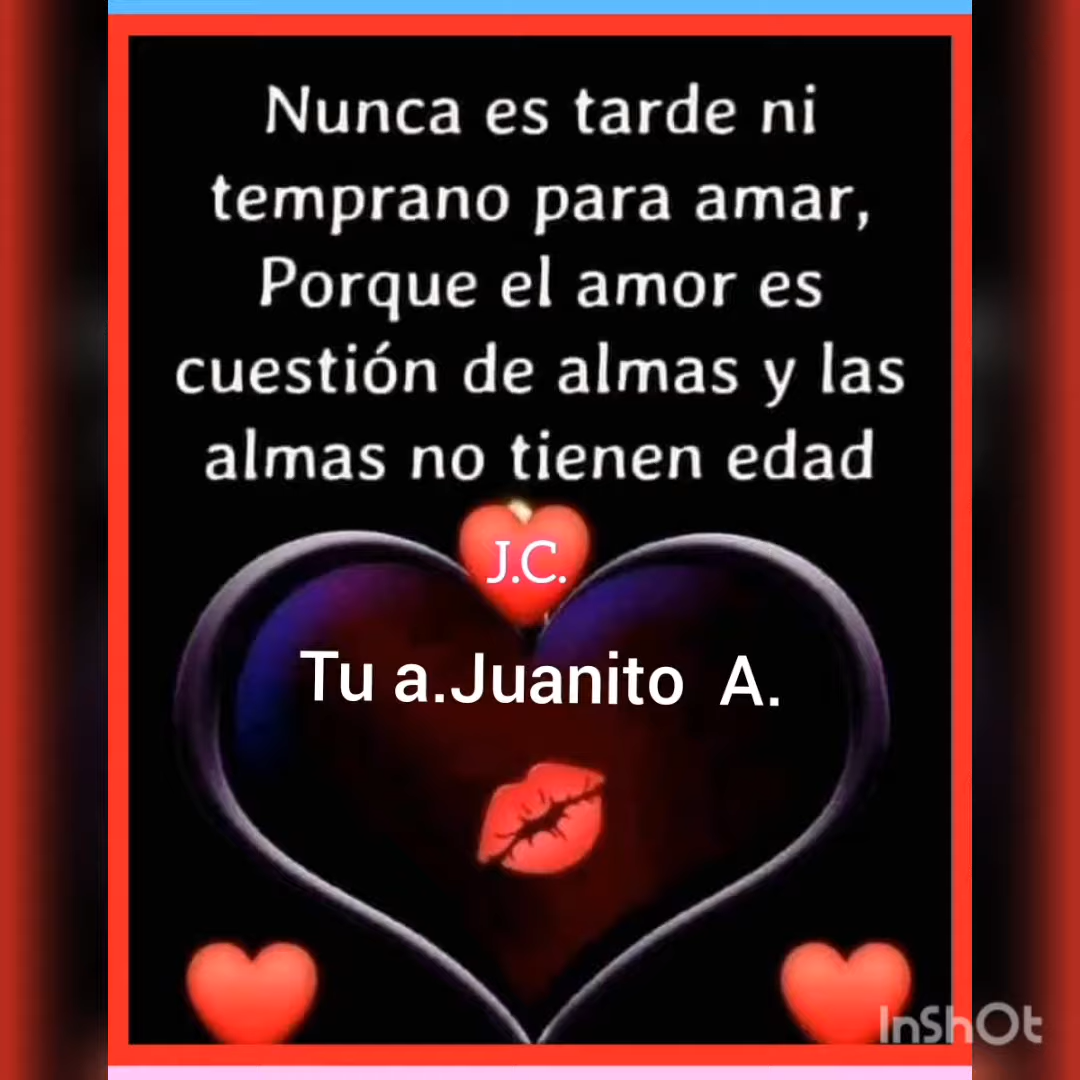 Nunca es tarde ni
temprano para amar,
Porque el amor es
cuestión de almas y las
almas no tienen edad
J.C.
Tu a.Juanito A.
InShOt